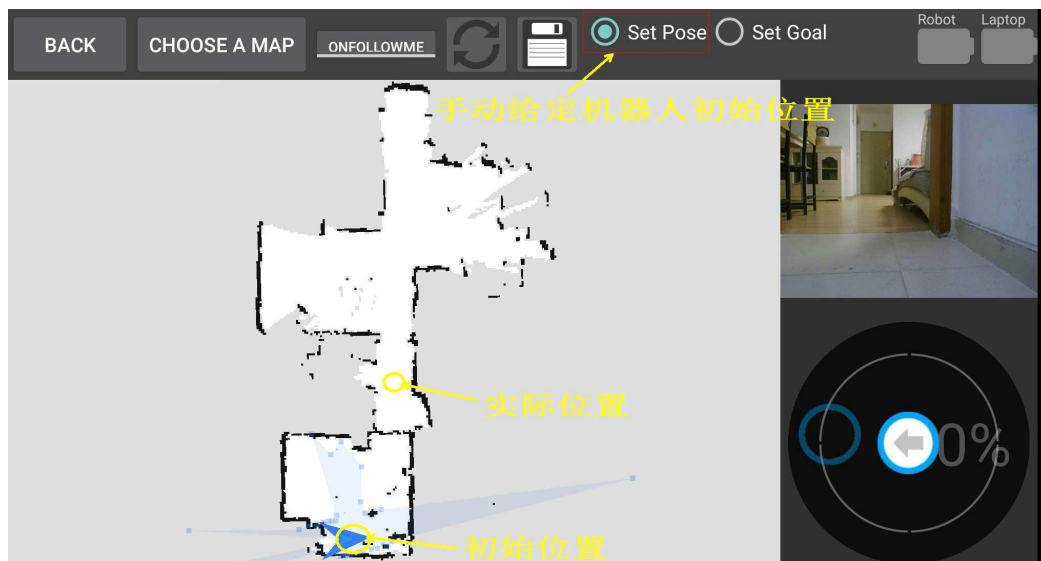 BACK
CHOOSE A MAP
ONFOLLOWME
Set Pose
Set Goal
Robot
Laptop
手动给定机器人初始位置
实际位置
0%
初始位置